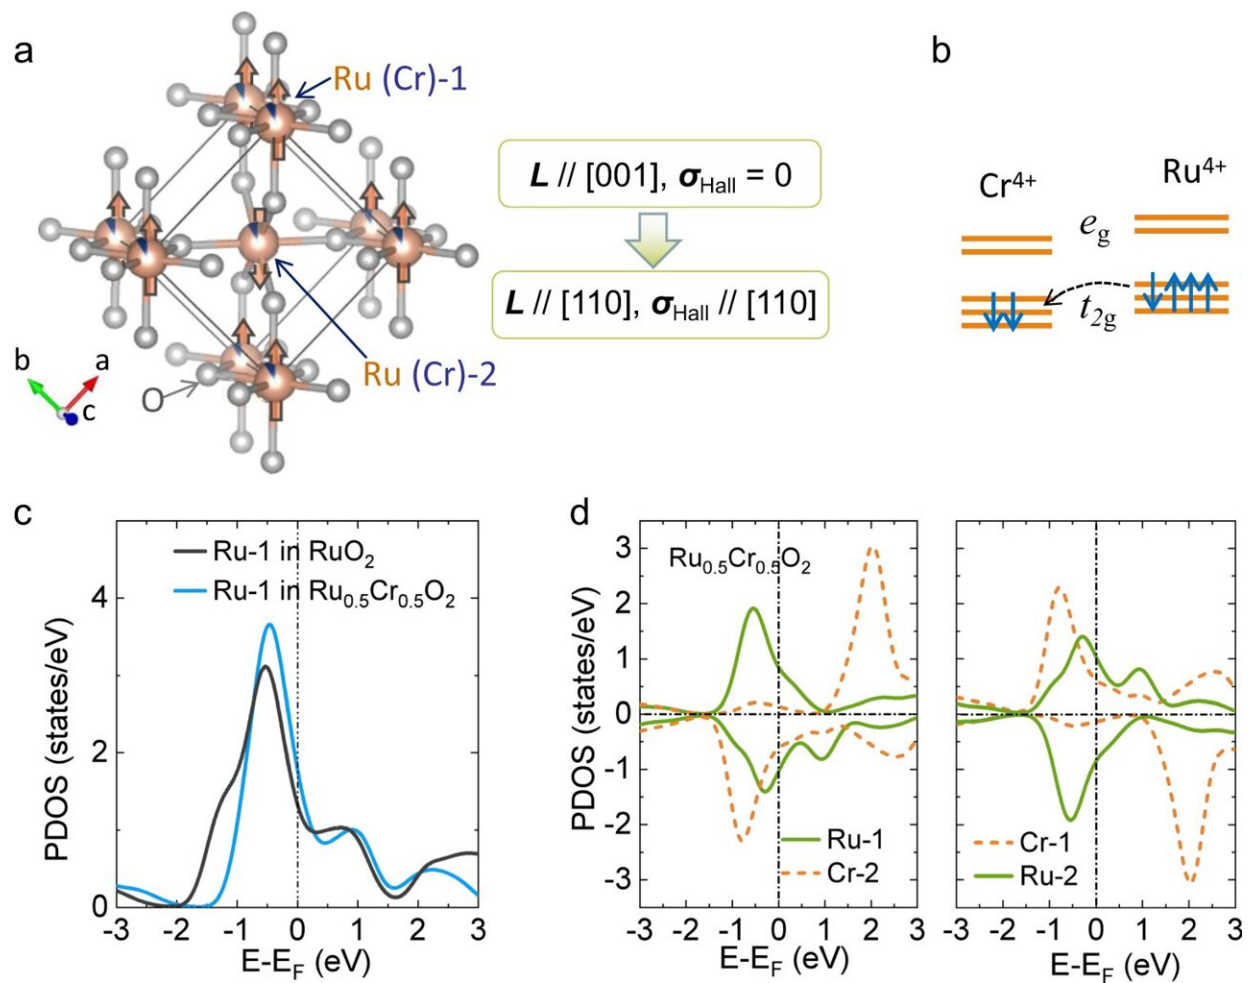 a
Ru (Cr)-1
Ru (Cr)-2
O
b
a
c
L // [001], σHall = 0
L // [110], σHall // [110]
b
Cr4+
Ru4+
eg
t2g
c
Ru-1 in RuO2
Ru-1 in Ru0.5Cr0.5O2
PDOS (states/eV)
4
2
0
-3 -2 -1 0 1 2 3
E-EF (eV)
d
Ru0.5Cr0.5O2
PDOS (states/eV)
3
2
1
0
-1
-2
-3
Ru-1
Cr-2
-3 -2 -1 0 1 2 3
E-EF (eV)
Cr-1
Ru-2
-3 -2 -1 0 1 2 3
E-EF (eV)